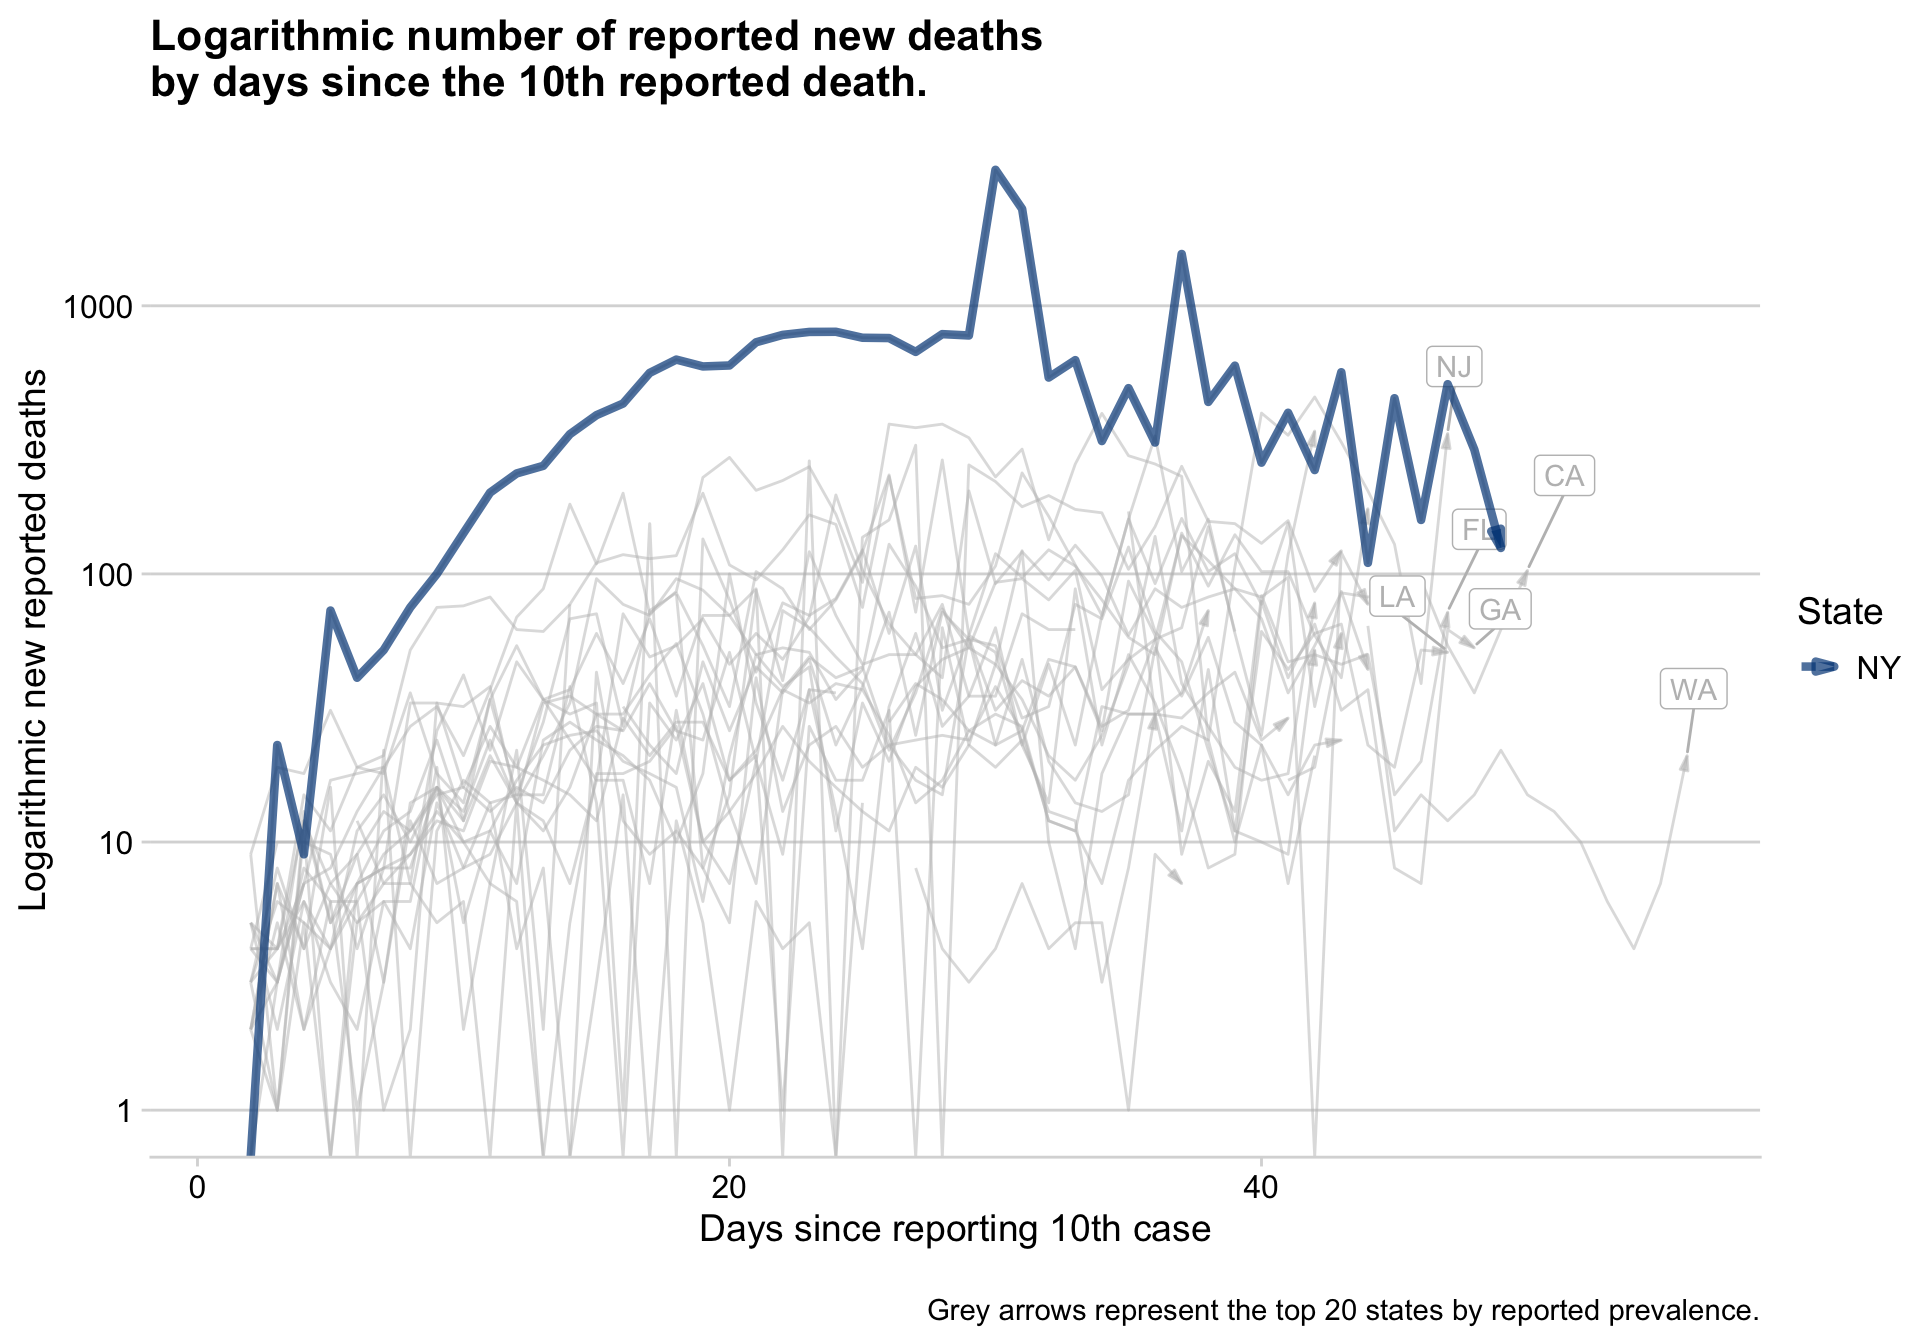 Logarithmic number of reported new deaths
by days since the 10th reported death.
Logarithmic new reported deaths
1000
100
10
1
NJ
CA
FL
LA
GA
WA
State
NY
0
20
40
Days since reporting 10th case
Grey arrows represent the top 20 states by reported prevalence.